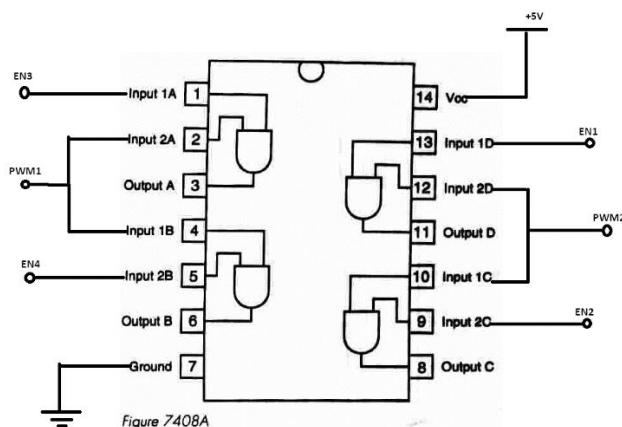 +5V
EN3
Input 1A
1
14
Vcc
Input 2A
2
13
Input 1D
EN1
PWM1
Output A
3
12
Input 2D
Input 1B
4
11
Output D
PWM2
EN4
Input 2B
5
10
Input 1C
Output B
6
9
Input 2C
EN2
Ground
7
8
Output C
Figure 7408A